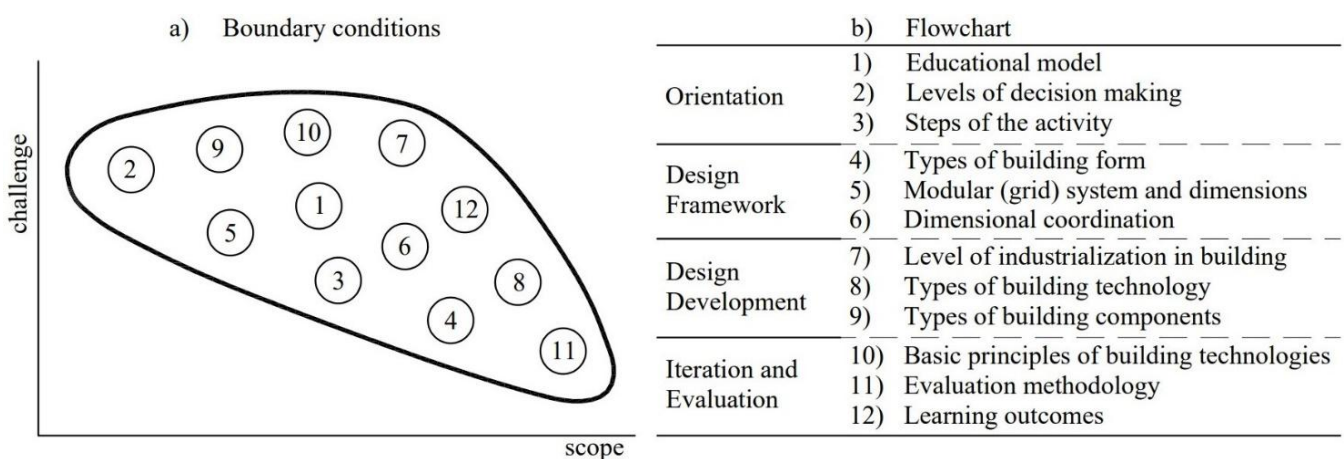 a) Boundary conditions
challenge
10
7
9
2
1
12
5
6
3
8
4
11
scope
b) Flowchart
Orientation
1) Educational model
2) Levels of decision making
3) Steps of the activity
Design
Framework
4) Types of building form
5) Modular (grid) system and dimensions
6) Dimensional coordination
Design
Development
7) Level of industrialization in building
8) Types of building technology
9) Types of building components
Iteration and
Evaluation
10) Basic principles of building technologies
11) Evaluation methodology
12) Learning outcomes